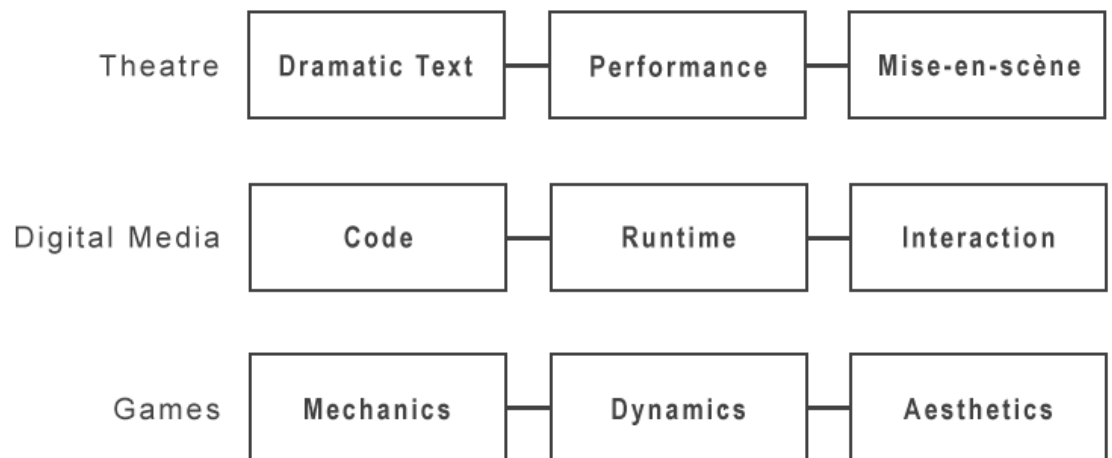 Theatre Dramatic Text Performance Mise-en-scène
Digital Media Code Runtime Interaction
Games Mechanics Dynamics Aesthetics